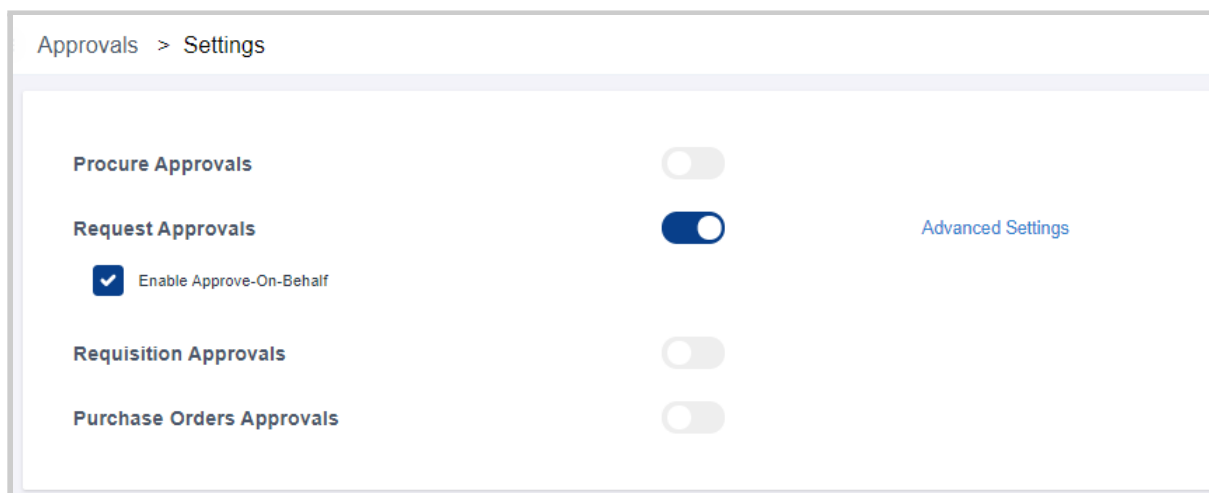 Approvals > Settings
Procure Approvals
Request Approvals Advanced Settings
Enable Approve-On-Behalf
Requisition Approvals
Purchase Orders Approvals